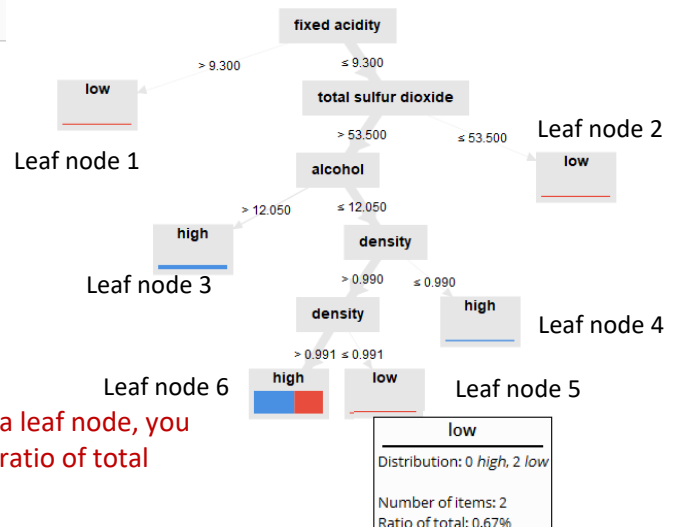 fixed acidity
> 9.300
≤ 9.300
low
total sulfur dioxide
Leaf node 1
> 53.500
≤ 53.500
Leaf node 2
alcohol
low
> 12.050
≤ 12.050
high
density
Leaf node 3
> 0.990
≤ 0.990
density
high
Leaf node 4
> 0.991
≤ 0.991
Leaf node 6
high
low
Leaf node 5
a leaf node, you
ratio of total
low
Distribution: 0 high, 2 low
Number of items: 2
Ratio of total: 0.67%